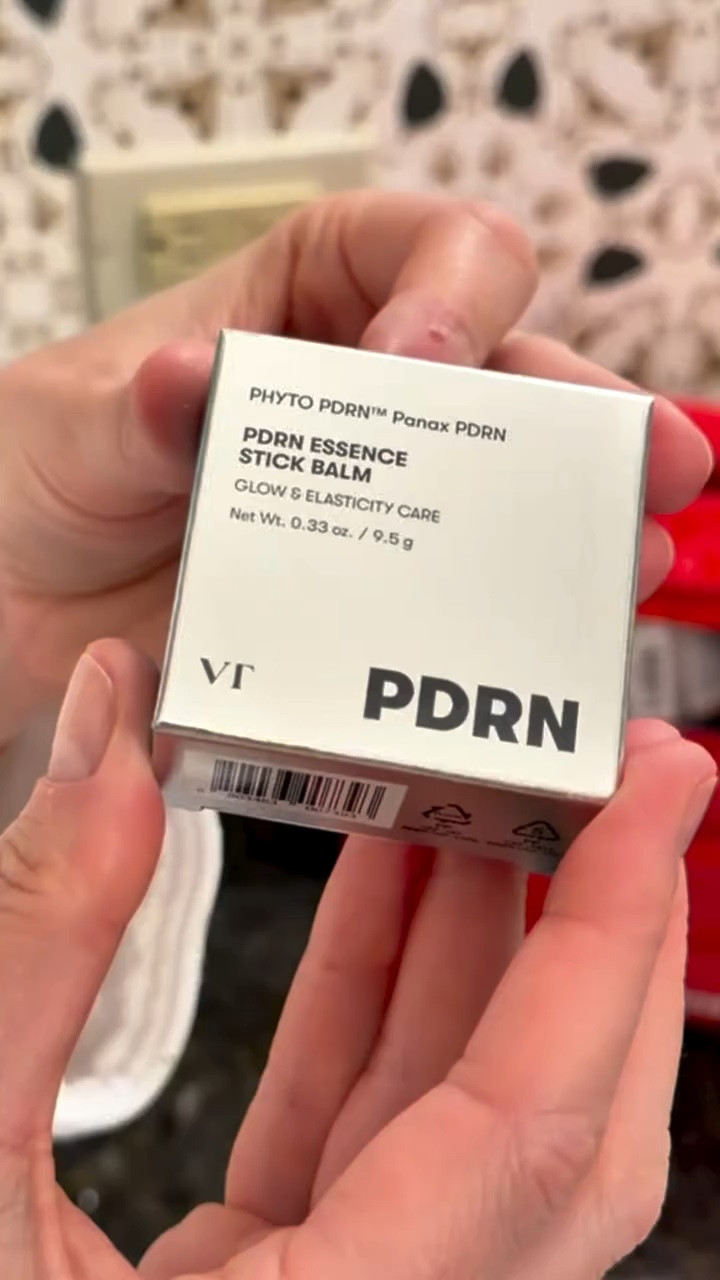 PHYTO PDRN™ Panax PDRN
PDRN ESSENCE
STICK BALM
GLOW & ELASTICITY CARE
Net Wt. 0.33 oz. / 9.5 g
VT
PDRN